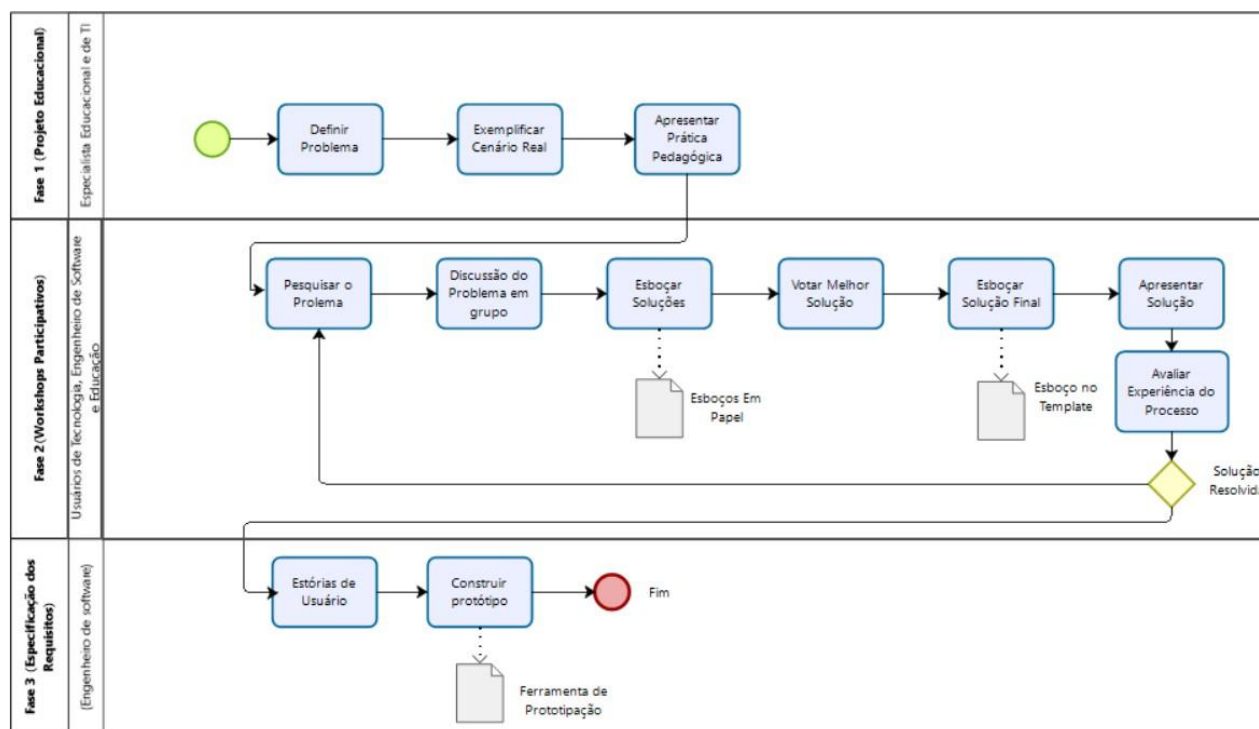 Fase 1 (Projeto Educacional)
Especialista Educacional e de TI
Definir
Problema
Exemplificar
Cenário Real
Apresentar
Prática
Pedagógica
Fase 2 (Workshops Participativos)
Usuários de Tecnologia, Engenheiro de Software
e Educação
Pesquisar o
Prolema
Discussão do
Problema em
grupo
Esboçar
Soluções
Votar Melhor
Solução
Esboçar
Solução Final
Apresentar
Solução
Esboços Em
Papel
Esboço no
Template
Avaliar
Experiência do
Processo
Solução
Resolvid
Fase 3 (Especificação dos
Requisitos)
(Engenheiro de software)
Estórias de
Usuário
Construir
protótipo
Fim
Ferramenta de
Prototipação